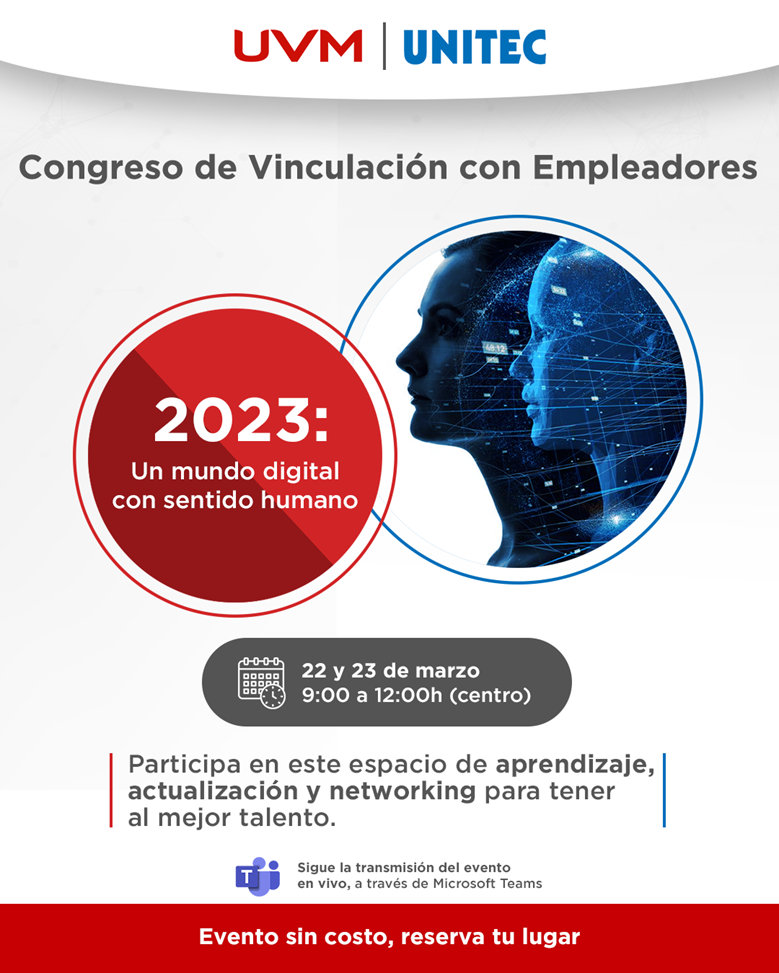 UVM | UNITEC
Congreso de Vinculación con Empleadores
2023:
Un mundo digital
con sentido humano
22 y 23 de marzo
9:00 a 12:00h (centro)
Participa en este espacio de aprendizaje,
actualización y networking para tener
al mejor talento.
T
Sigue la transmisión del evento
en vivo, a través de Microsoft Teams
Evento sin costo, reserva tu lugar